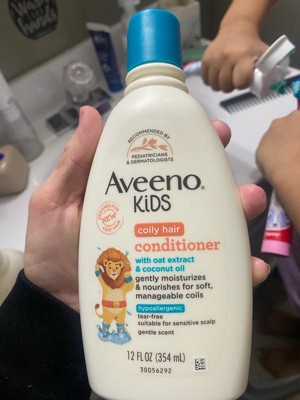 RECOMMENDED BY
PEDIATRICIANS
& DERMATOLOGISTS
Aveeno®
KiDS
NEW
coily hair
conditioner
with oat extract
& coconut oil
gently moisturizes
& nourishes for soft,
manageable coils
hypoallergenic
tear-free
suitable for sensitive scalp
gentle scent
12 FL OZ (354 mL)
30056292